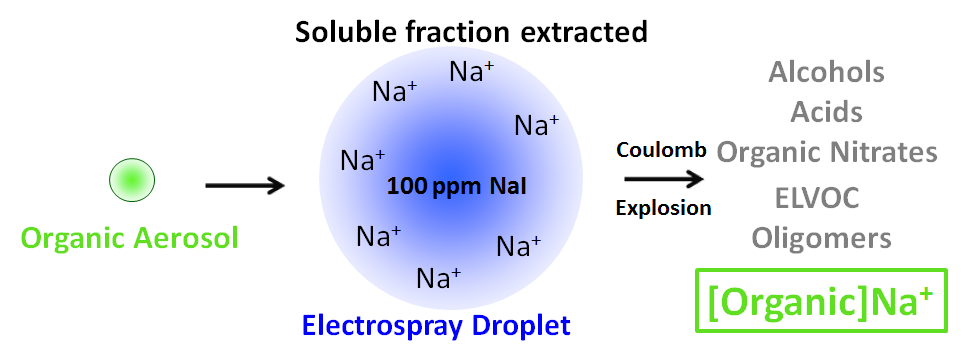 Soluble fraction extracted
Na⁺
Na⁺
Na⁺
Na⁺
100 ppm NaI
Na⁺
Na⁺
Na⁺
Organic Aerosol
Electrospray Droplet
Coulomb
Explosion
Alcohols
Acids
Organic Nitrates
ELVOC
Oligomers
[Organic]Na⁺